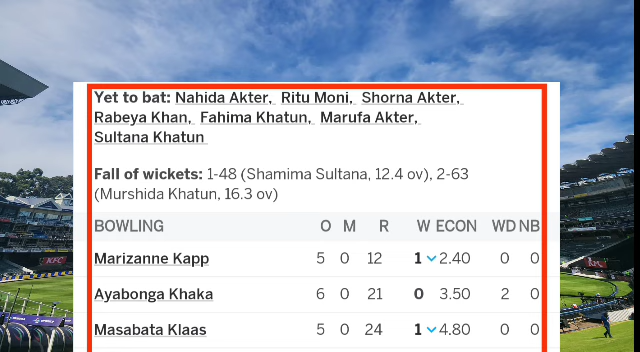 Yet to bat: Nahida Akter, Ritu Moni, Shorna Akter,
Rabeya Khan, Fahima Khatun, Marufa Akter,
Sultana Khatun
Fall of wickets: 1-48 (Shamima Sultana, 12.4 ov), 2-63
(Murshida Khatun, 16.3 ov)
BOWLING O M R W ECON WD NB
Marizanne Kapp 5 0 12 1 2.40 0 0
Ayabonga Khaka 6 0 21 0 3.50 2 0
Masabata Klaas 5 0 24 1 4.80 0 0
KFC
KFC